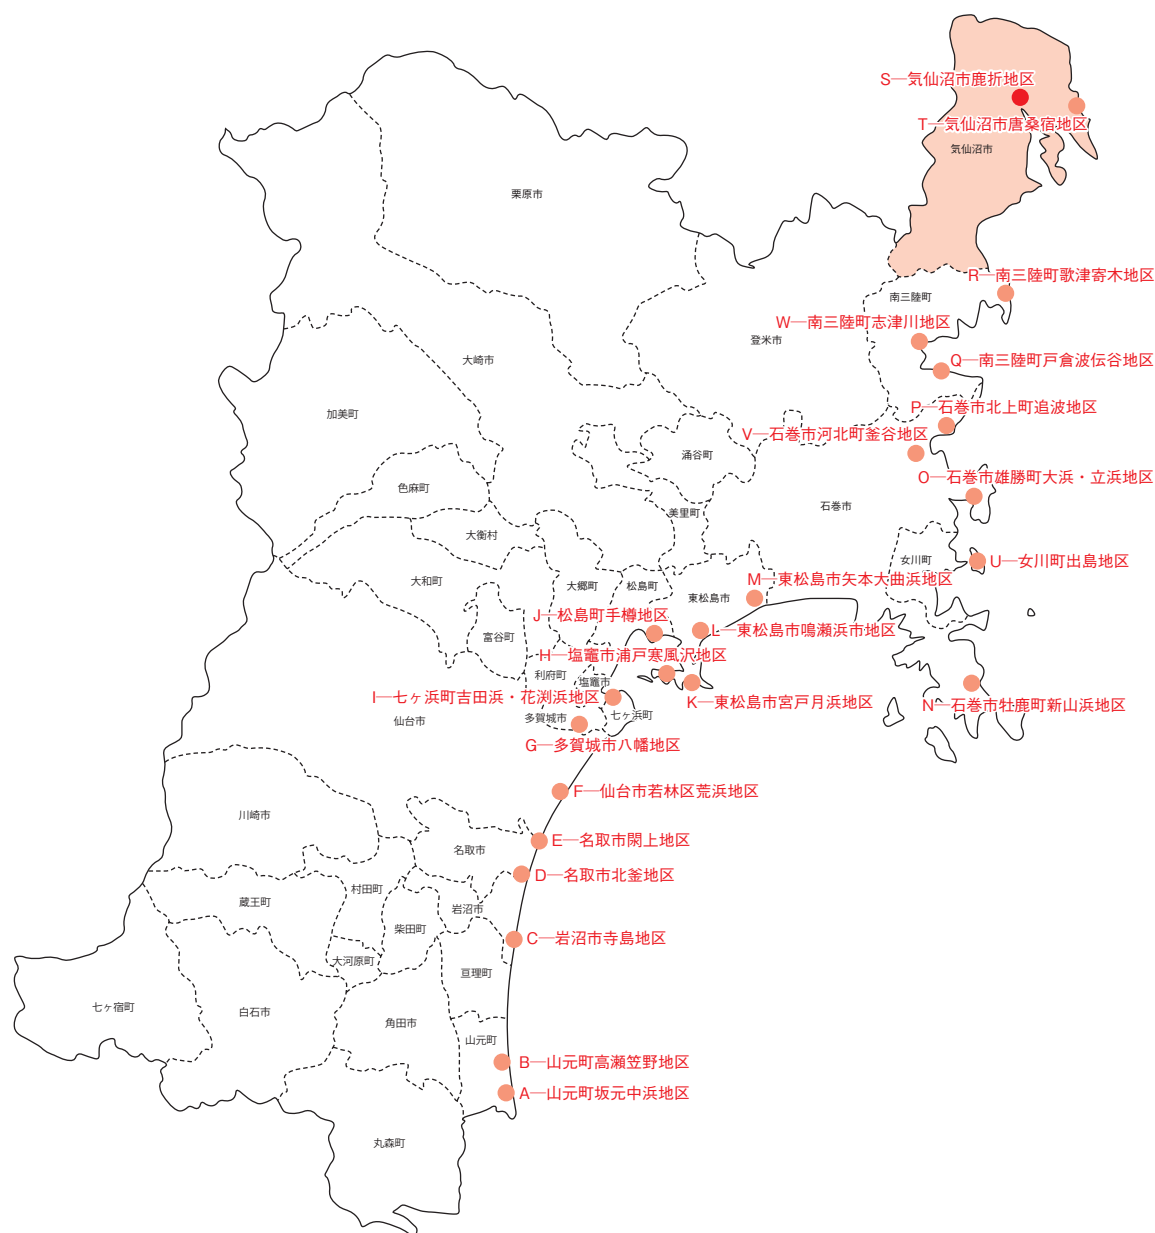 S─気仙沼市鹿折地区
T─気仙沼市唐桑宿地区
気仙沼市
栗原市
R─南三陸町歌津寄木地区
南三陸町
W─南三陸町志津川地区
登米市
大崎市
Q─南三陸町戸倉波伝谷地区
P─石巻市北上町追波地区
加美町
V─石巻市河北町釜谷地区
涌谷町
O─石巻市雄勝町大浜・立浜地区
色麻町
石巻市
美里町
大衡村
女川町
U─女川町出島地区
大和町
大郷町
松島町
M─東松島市矢本大曲浜地区
東松島市
J─松島町手樽地区
L─東松島市鳴瀬浜市地区
富谷町
H─塩竈市浦戸寒風沢地区
利府町
塩竈市
I─七ヶ浜町吉田浜・花渕浜地区
K─東松島市宮戸月浜地区
N─石巻市牡鹿町新山浜地区
仙台市
多賀城市
七ヶ浜町
G─多賀城市八幡地区
F─仙台市若林区荒浜地区
川崎市
E─名取市閖上地区
名取市
D─名取市北釜地区
村田町
蔵王町
岩沼市
柴田町
C─岩沼市寺島地区
大河原町
亘理町
七ヶ宿町
白石市
角田市
山元町
B─山元町高瀬笠野地区
A─山元町坂元中浜地区
丸森町